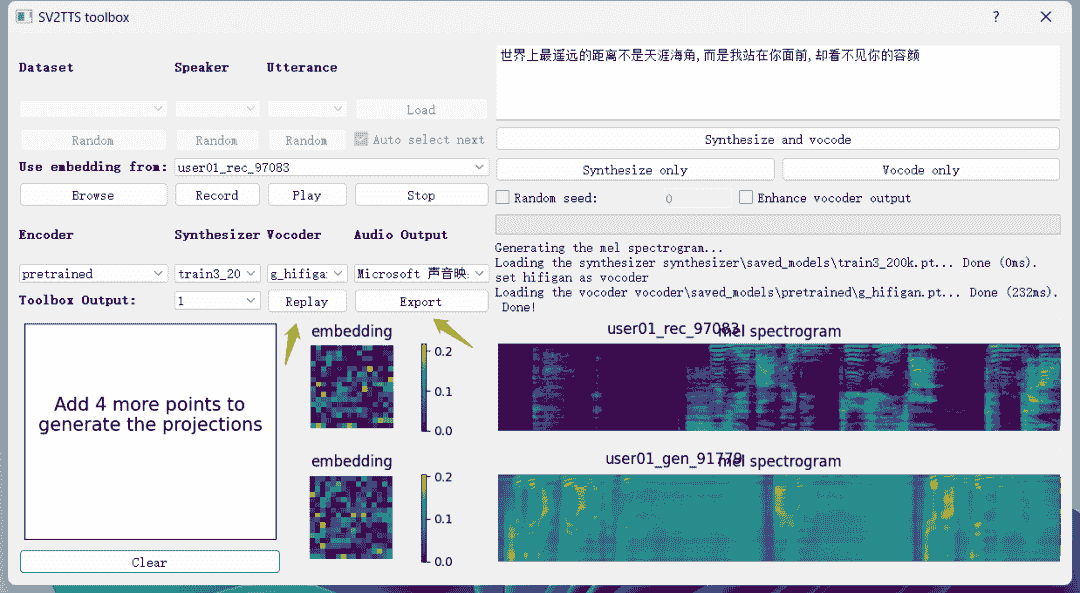 SV2TTS toolbox
?
Dataset Speaker Utterance
Load
Random Random Random Auto select next
Use embedding from: user01_rec_97083
Browse Record Play Stop
Encoder Synthesizer Vocoder Audio Output
pretrained train3_20 g_hifigan Microsoft 声音映
Toolbox Output: 1 Replay Export
世界上最遥远的距离不是天涯海角, 而是我站在你面前, 却看不见你的容颜
Synthesize and vocode
Synthesize only Vocode only
Random seed: 0 Enhance vocoder output
Generating the mel spectrogram...
Loading the synthesizer synthesizer\saved_models\train3_200k.pt... Done (0ms).
set hifigan as vocoder
Loading the vocoder vocoder\saved_models\pretrained\g_hifigan.pt... Done (232ms).
Done!
Add 4 more points to
generate the projections
Clear
embedding
0.2
0.1
0.0
user01_rec_97083
mel spectrogram
embedding
0.2
0.1
0.0
user01_gen_91779
mel spectrogram